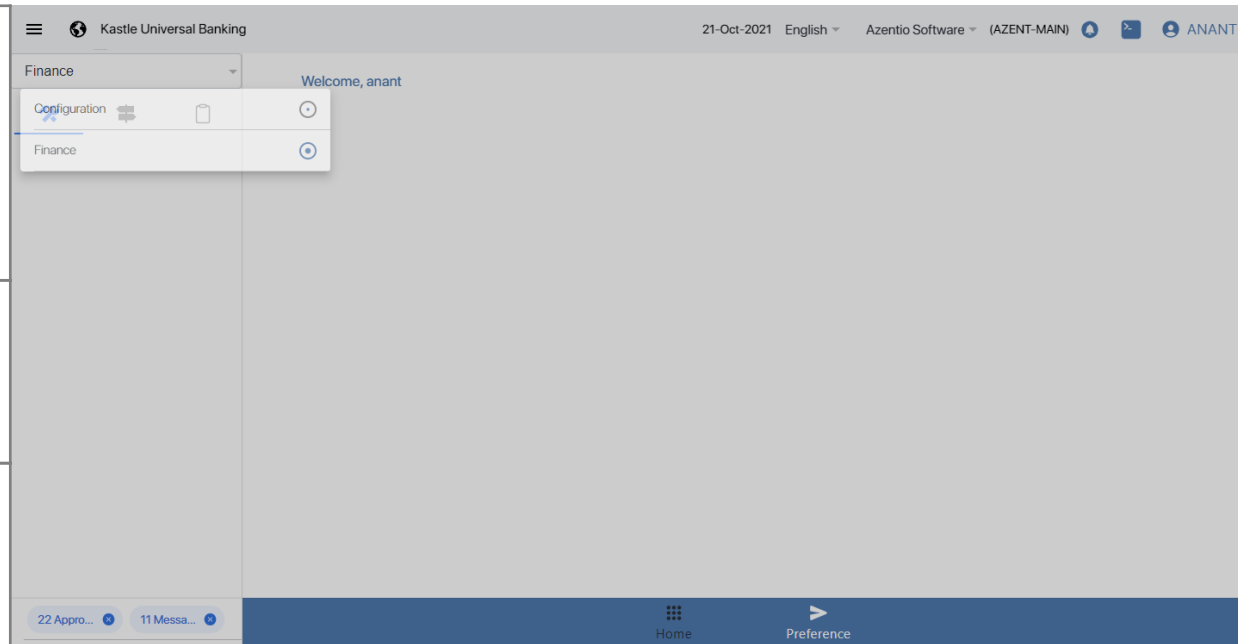 Kastle Universal Banking 21-Oct-2021 English Azentio Software (AZENT-MAIN) ANANT
Finance
Welcome, anant
Configuration
Finance
22 Appro... 11 Messa...
Home Preference